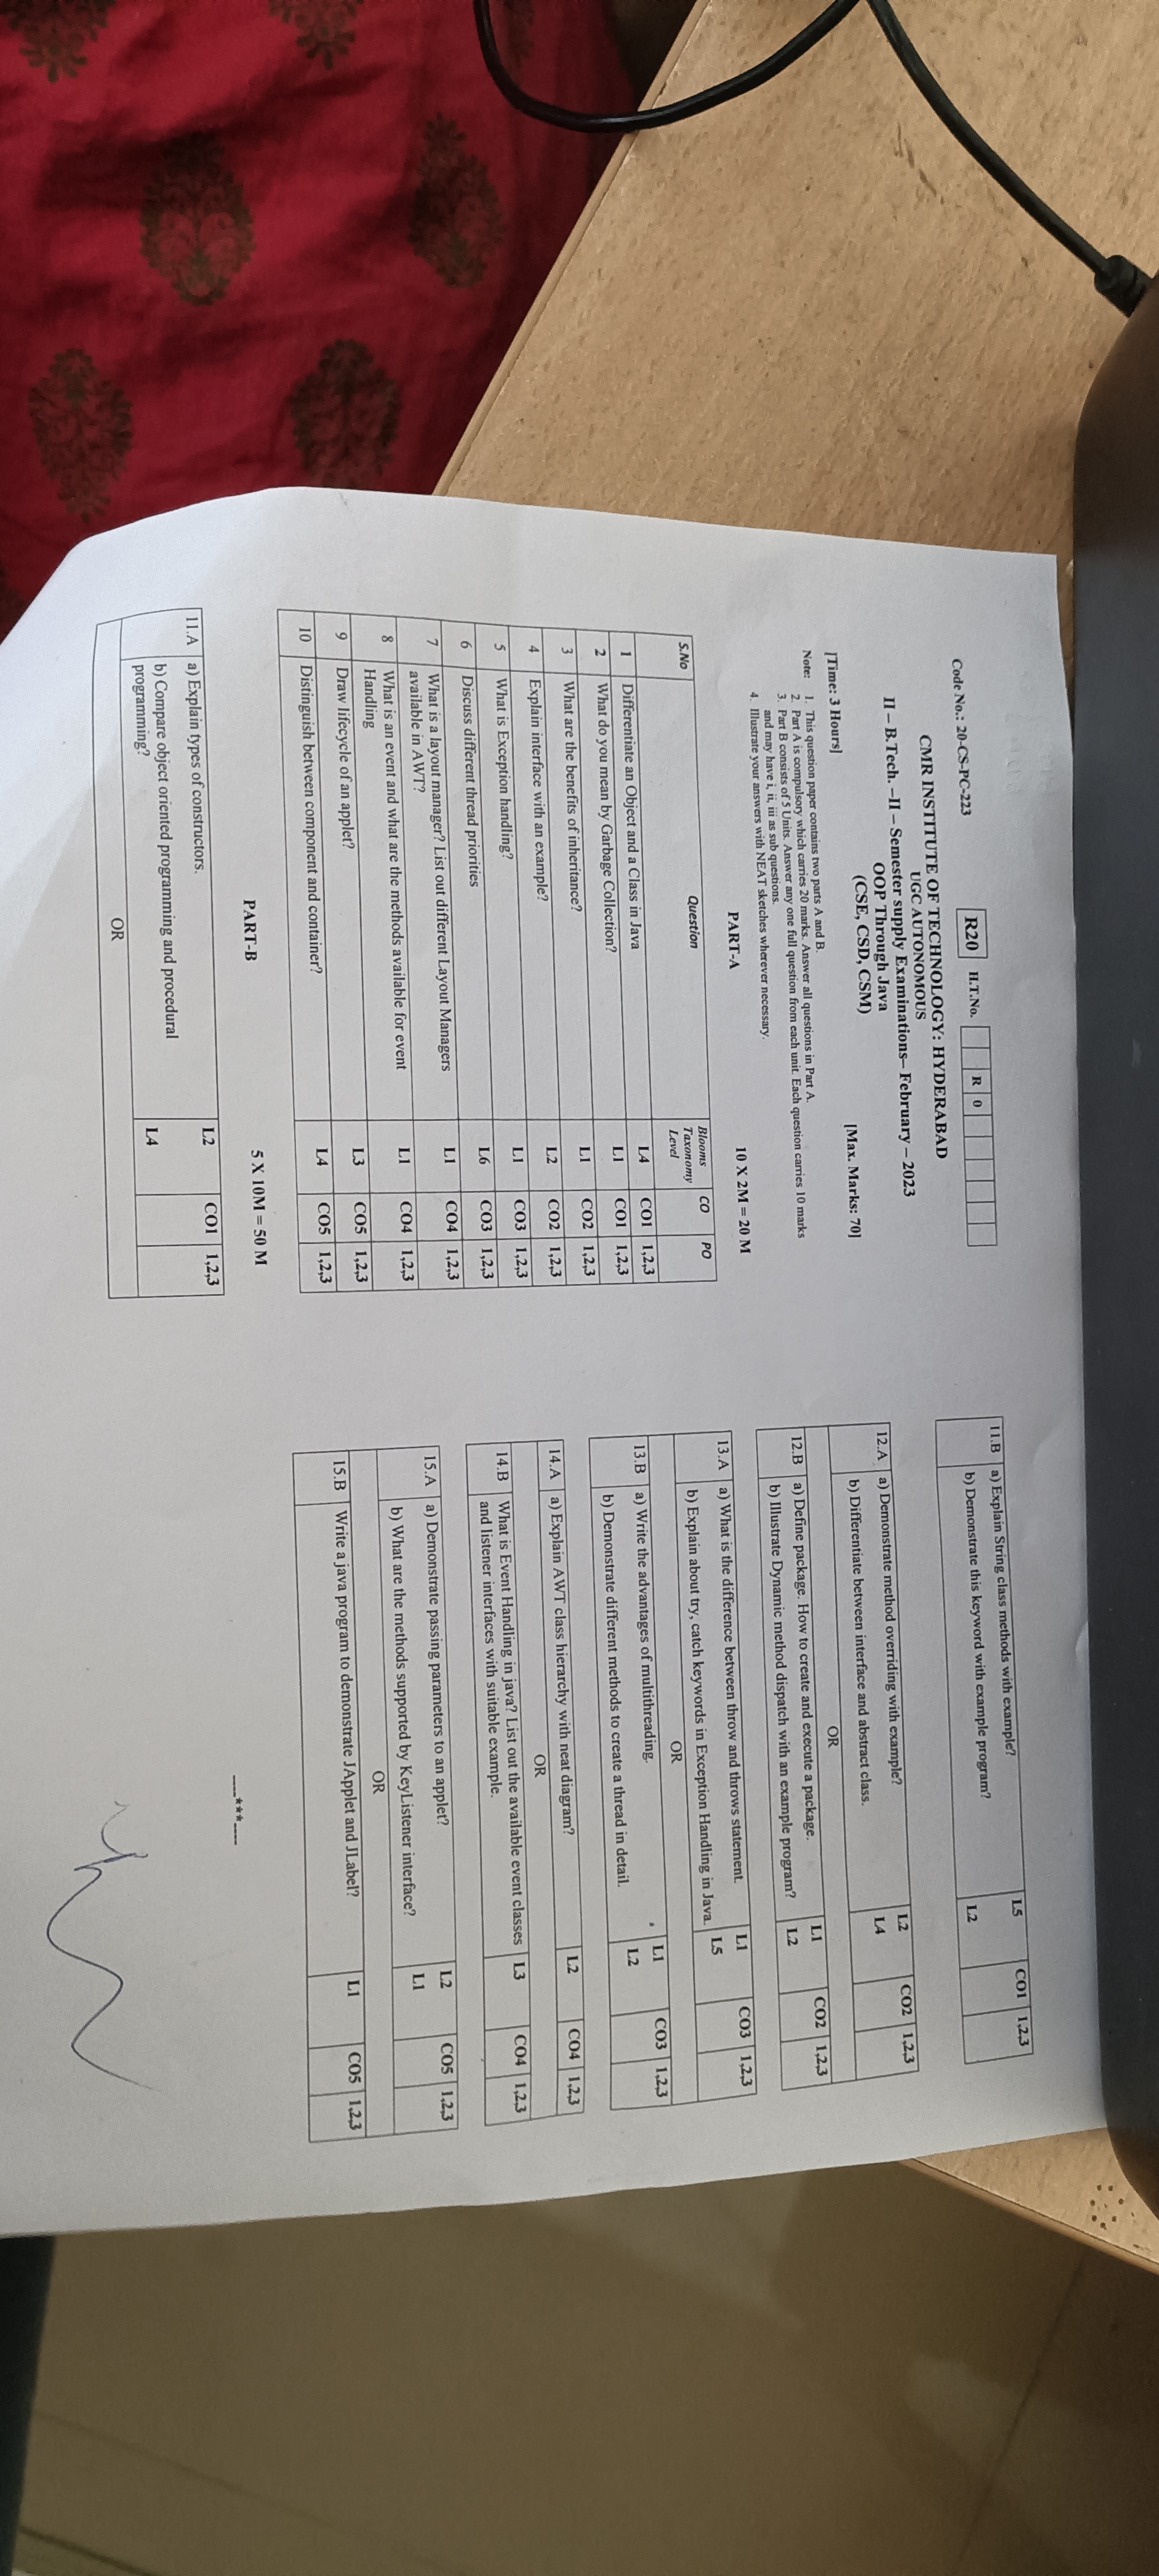 Code No.: 20-CS-PC-223 R20 H.T.No. R 0
CMR INSTITUTE OF TECHNOLOGY: HYDERABAD
UGC AUTONOMOUS
II – B.Tech. –II – Semester supply Examinations– February – 2023
OOP Through Java
(CSE, CSD, CSM)
[Time: 3 Hours] [Max. Marks: 70]
Note: 1. This question paper contains two parts A and B.
2. Part A is compulsory which carries 20 marks. Answer all questions in Part A.
3. Part B consists of 5 Units. Answer any one full question from each unit. Each question carries 10 marks
and may have i, ii, iii as sub questions.
4. Illustrate your answers with NEAT sketches wherever necessary.
PART-A 10 X 2M = 20 M
S.No Question Blooms Taxonomy Level CO PO
1 Differentiate an Object and a Class in Java L4 CO1 1,2,3
2 What do you mean by Garbage Collection? L1 CO1 1,2,3
3 What are the benefits of inheritance? L1 CO2 1,2,3
4 Explain interface with an example? L2 CO2 1,2,3
5 What is Exception handling? L1 CO3 1,2,3
6 Discuss different thread priorities L6 CO3 1,2,3
7 What is a layout manager? List out different Layout Managers L1 CO4 1,2,3
available in AWT?
8 What is an event and what are the methods available for event L1 CO4 1,2,3
Handling
9 Draw lifecycle of an applet? L3 CO5 1,2,3
10 Distinguish between component and container? L4 CO5 1,2,3
PART-B 5 X 10M = 50 M
11.A a) Explain types of constructors. L2 CO1 1,2,3
b) Compare object oriented programming and procedural L4
programming?
OR
11.B a) Explain String class methods with example? L5 CO1 1,2,3
b) Demonstrate this keyword with example program? L2
12.A a) Demonstrate method overriding with example? L2 CO2 1,2,3
b) Differentiate between interface and abstract class. L4
OR
12.B a) Define package. How to create and execute a package. L1 CO2 1,2,3
b) Illustrate Dynamic method dispatch with an example program? L2
13.A a) What is the difference between throw and throws statement. L1 CO3 1,2,3
b) Explain about try, catch keywords in Exception Handling in Java. L5
OR
13.B a) Write the advantages of multithreading. L1 CO3 1,2,3
b) Demonstrate different methods to create a thread in detail. L2
14.A a) Explain AWT class hierarchy with neat diagram? L2 CO4 1,2,3
OR
14.B What is Event Handling in java? List out the available event classes L3 CO4 1,2,3
and listener interfaces with suitable example.
15.A a) Demonstrate passing parameters to an applet? L2 CO5 1,2,3
b) What are the methods supported by KeyListener interface? L1
OR
15.B Write a java program to demonstrate JApplet and JLabel? L1 CO5 1,2,3
___***___